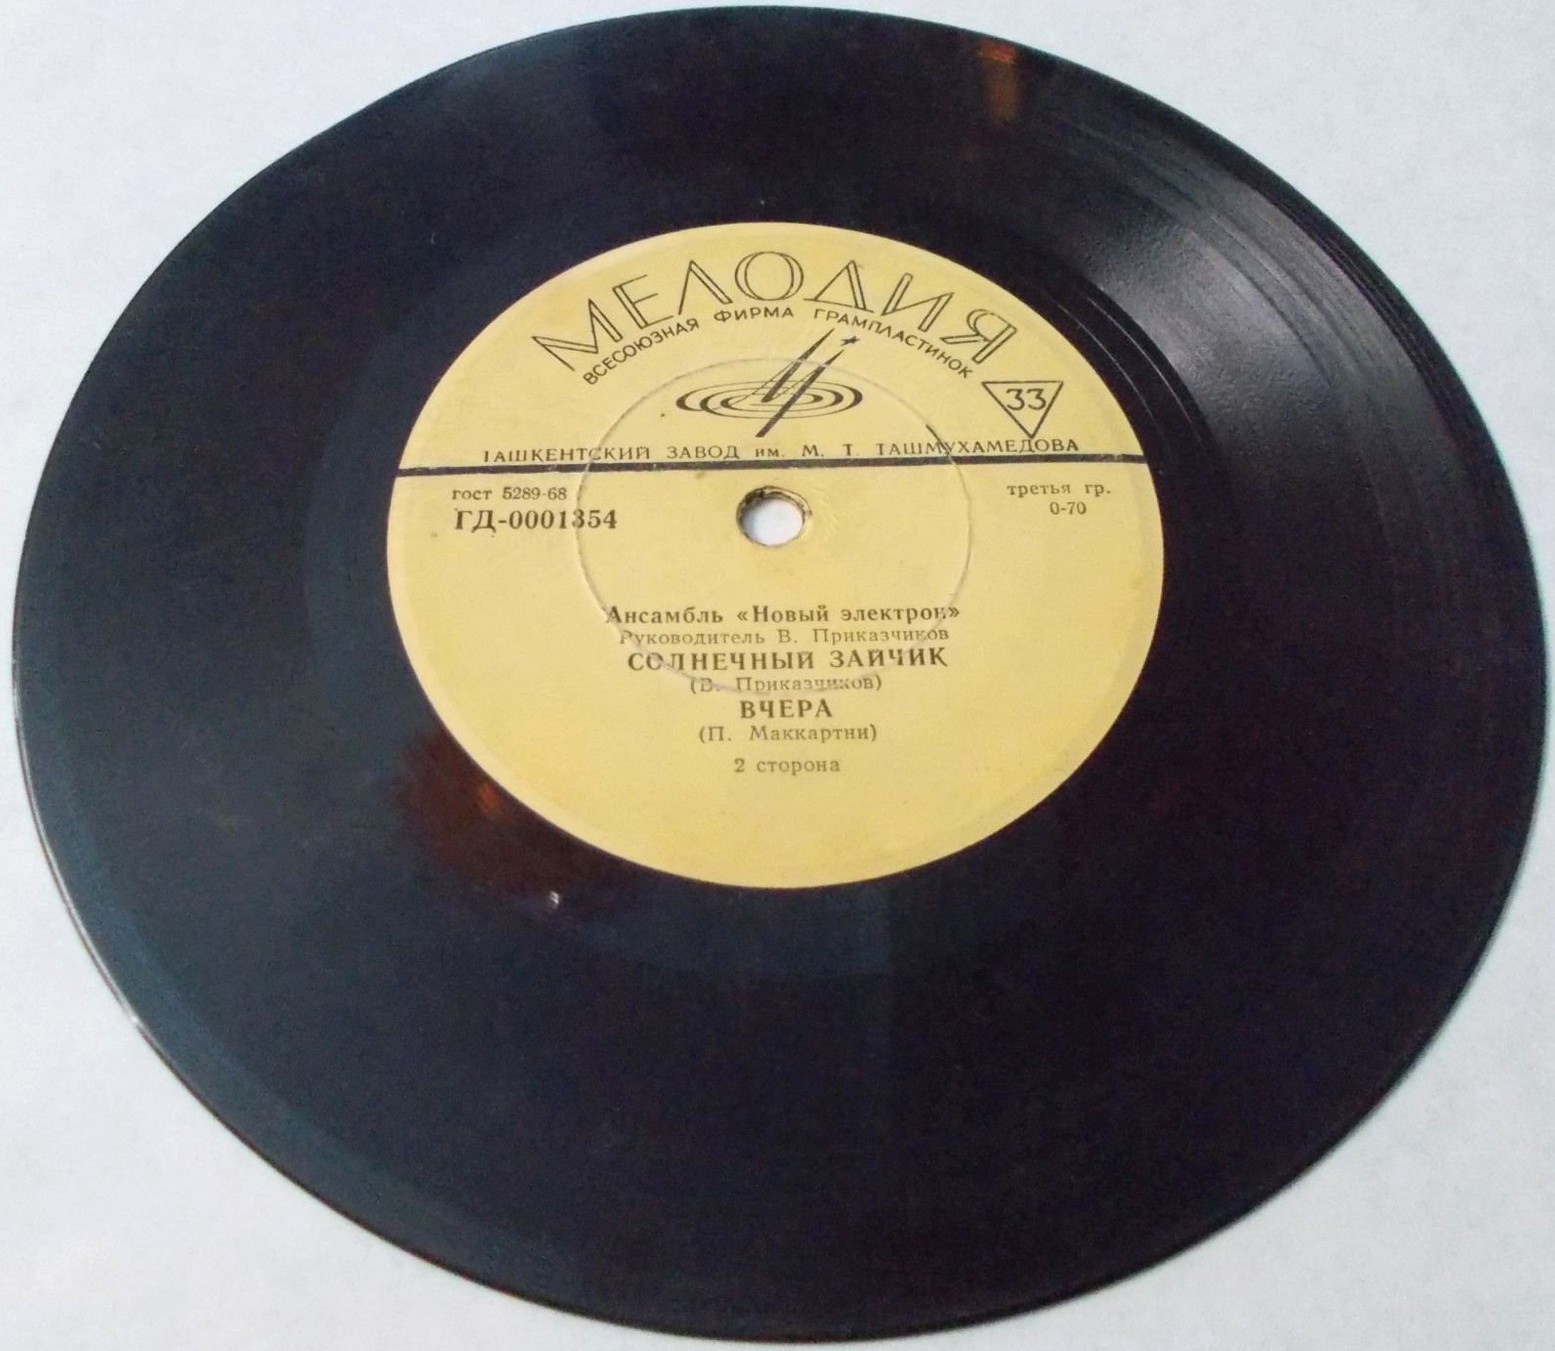 МЕЛОДИЯ
ВСЕСОЮЗНАЯ ФИРМА ГРАМПЛАСТИНОК
33
ТАШКЕНТСКИЙ ЗАВОД им. М. Т. ТАШМУХАМЕДОВА
гост 5289-68
третья гр.
ГД-0001354
0-70
Ансамбль «Новый электрон»
Руководитель В. Приказчиков
СОЛНЕЧНЫЙ ЗАЙЧИК
(В. Приказчиков)
ВЧЕРА
(П. Маккартни)
2 сторона